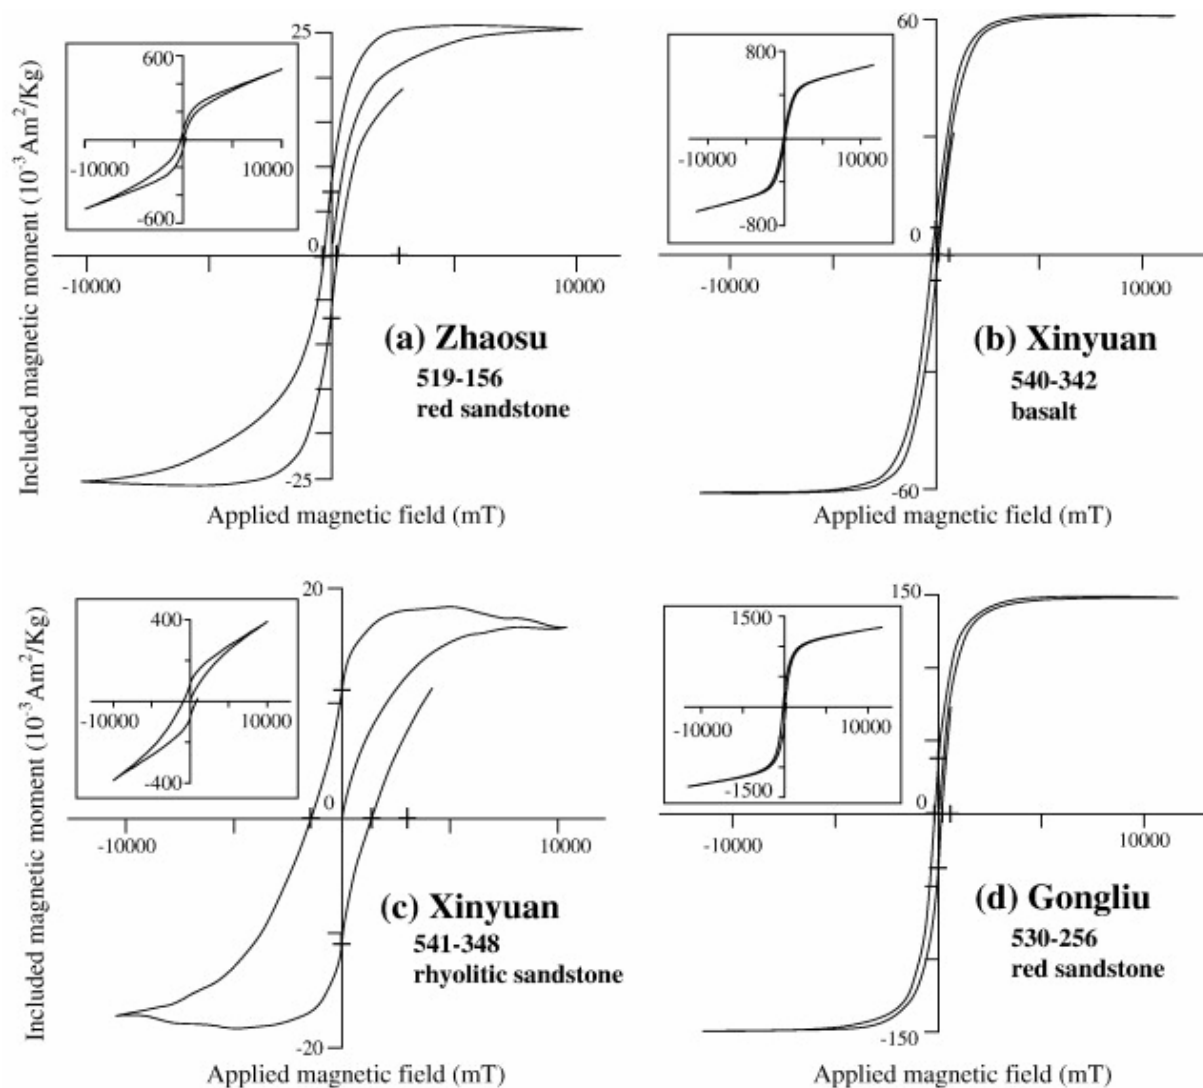 Included magnetic moment (10⁻³Am²/Kg)
25
0
-25
-10000
10000
600
-10000
10000
-600
(a) Zhaosu
519-156
red sandstone
Applied magnetic field (mT)
60
0
-60
-10000
10000
800
-10000
10000
-800
(b) Xinyuan
540-342
basalt
Applied magnetic field (mT)
Included magnetic moment (10⁻³Am²/Kg)
20
0
-20
-10000
10000
400
-10000
10000
-400
(c) Xinyuan
541-348
rhyolitic sandstone
Applied magnetic field (mT)
150
0
-150
-10000
10000
1500
-10000
10000
-1500
(d) Gongliu
530-256
red sandstone
Applied magnetic field (mT)